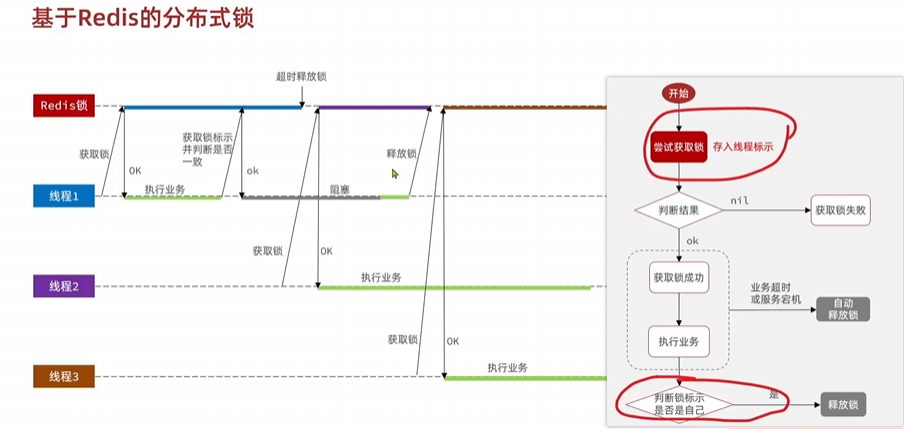 基于Redis的分布式锁
超时释放锁
Redis锁
获取锁
OK
获取锁标示
并判断是否
一致
ok
释放锁
线程1
执行业务
阻塞
获取锁
OK
线程2
执行业务
获取锁
OK
线程3
执行业务
开始
尝试获取锁
存入线程标示
判断结果
nil
获取锁失败
ok
获取锁成功
业务超时
或服务宕机
自动
释放锁
执行业务
判断锁标示
是否是自己
是
释放锁